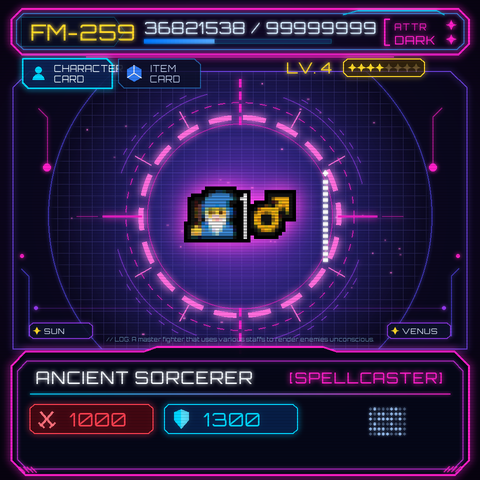 FM-259
36821538 / 99999999
ATTR
DARK
CHARACTER
CARD
ITEM
CARD
LV.4
SUN
VENUS
// LOG: A master fighter that uses various staffs to render enemies unconscious.
ANCIENT SORCERER
[SPELLCASTER]
1000
1300